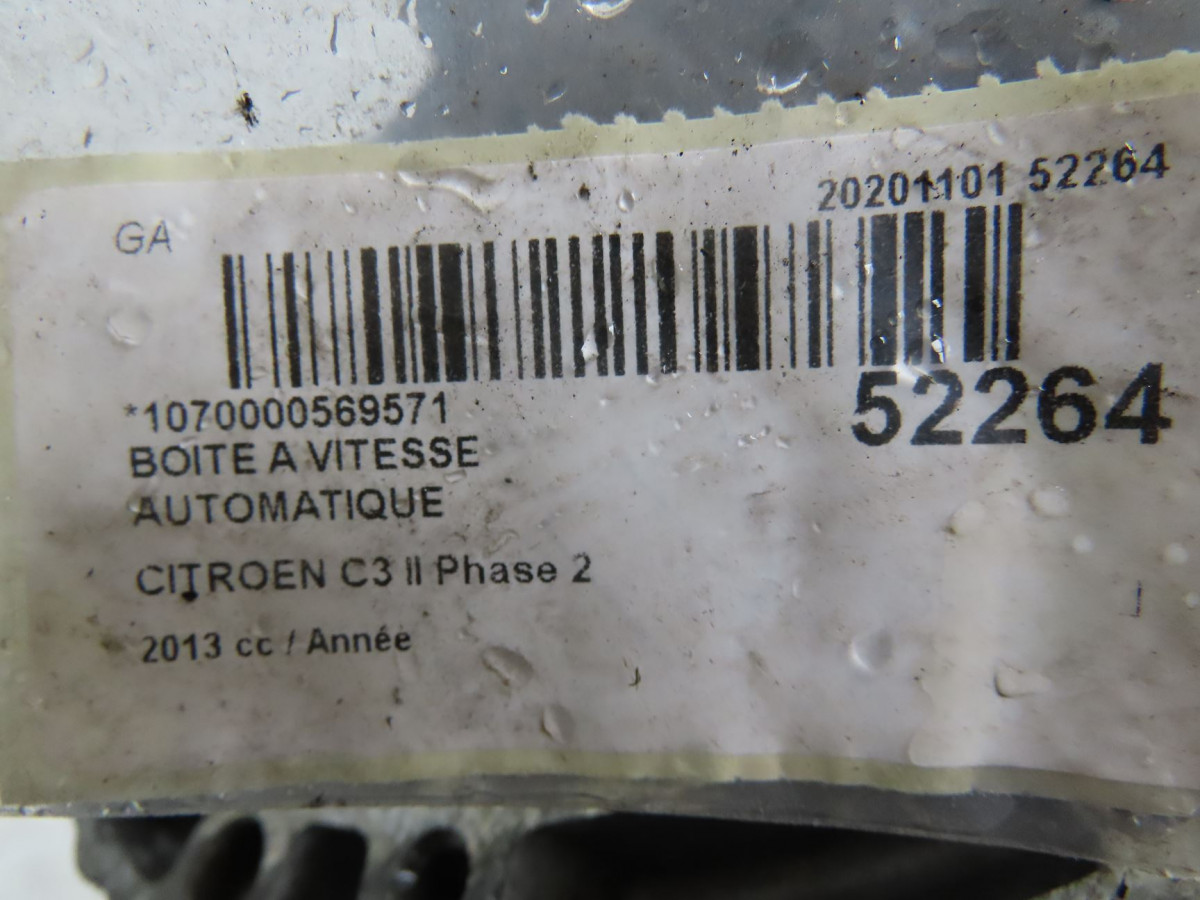 GA
20201101 52264
52264
*1070000569571
BOITE A VITESSE
AUTOMATIQUE
CITROEN C3 II Phase 2
2013 cc / Année